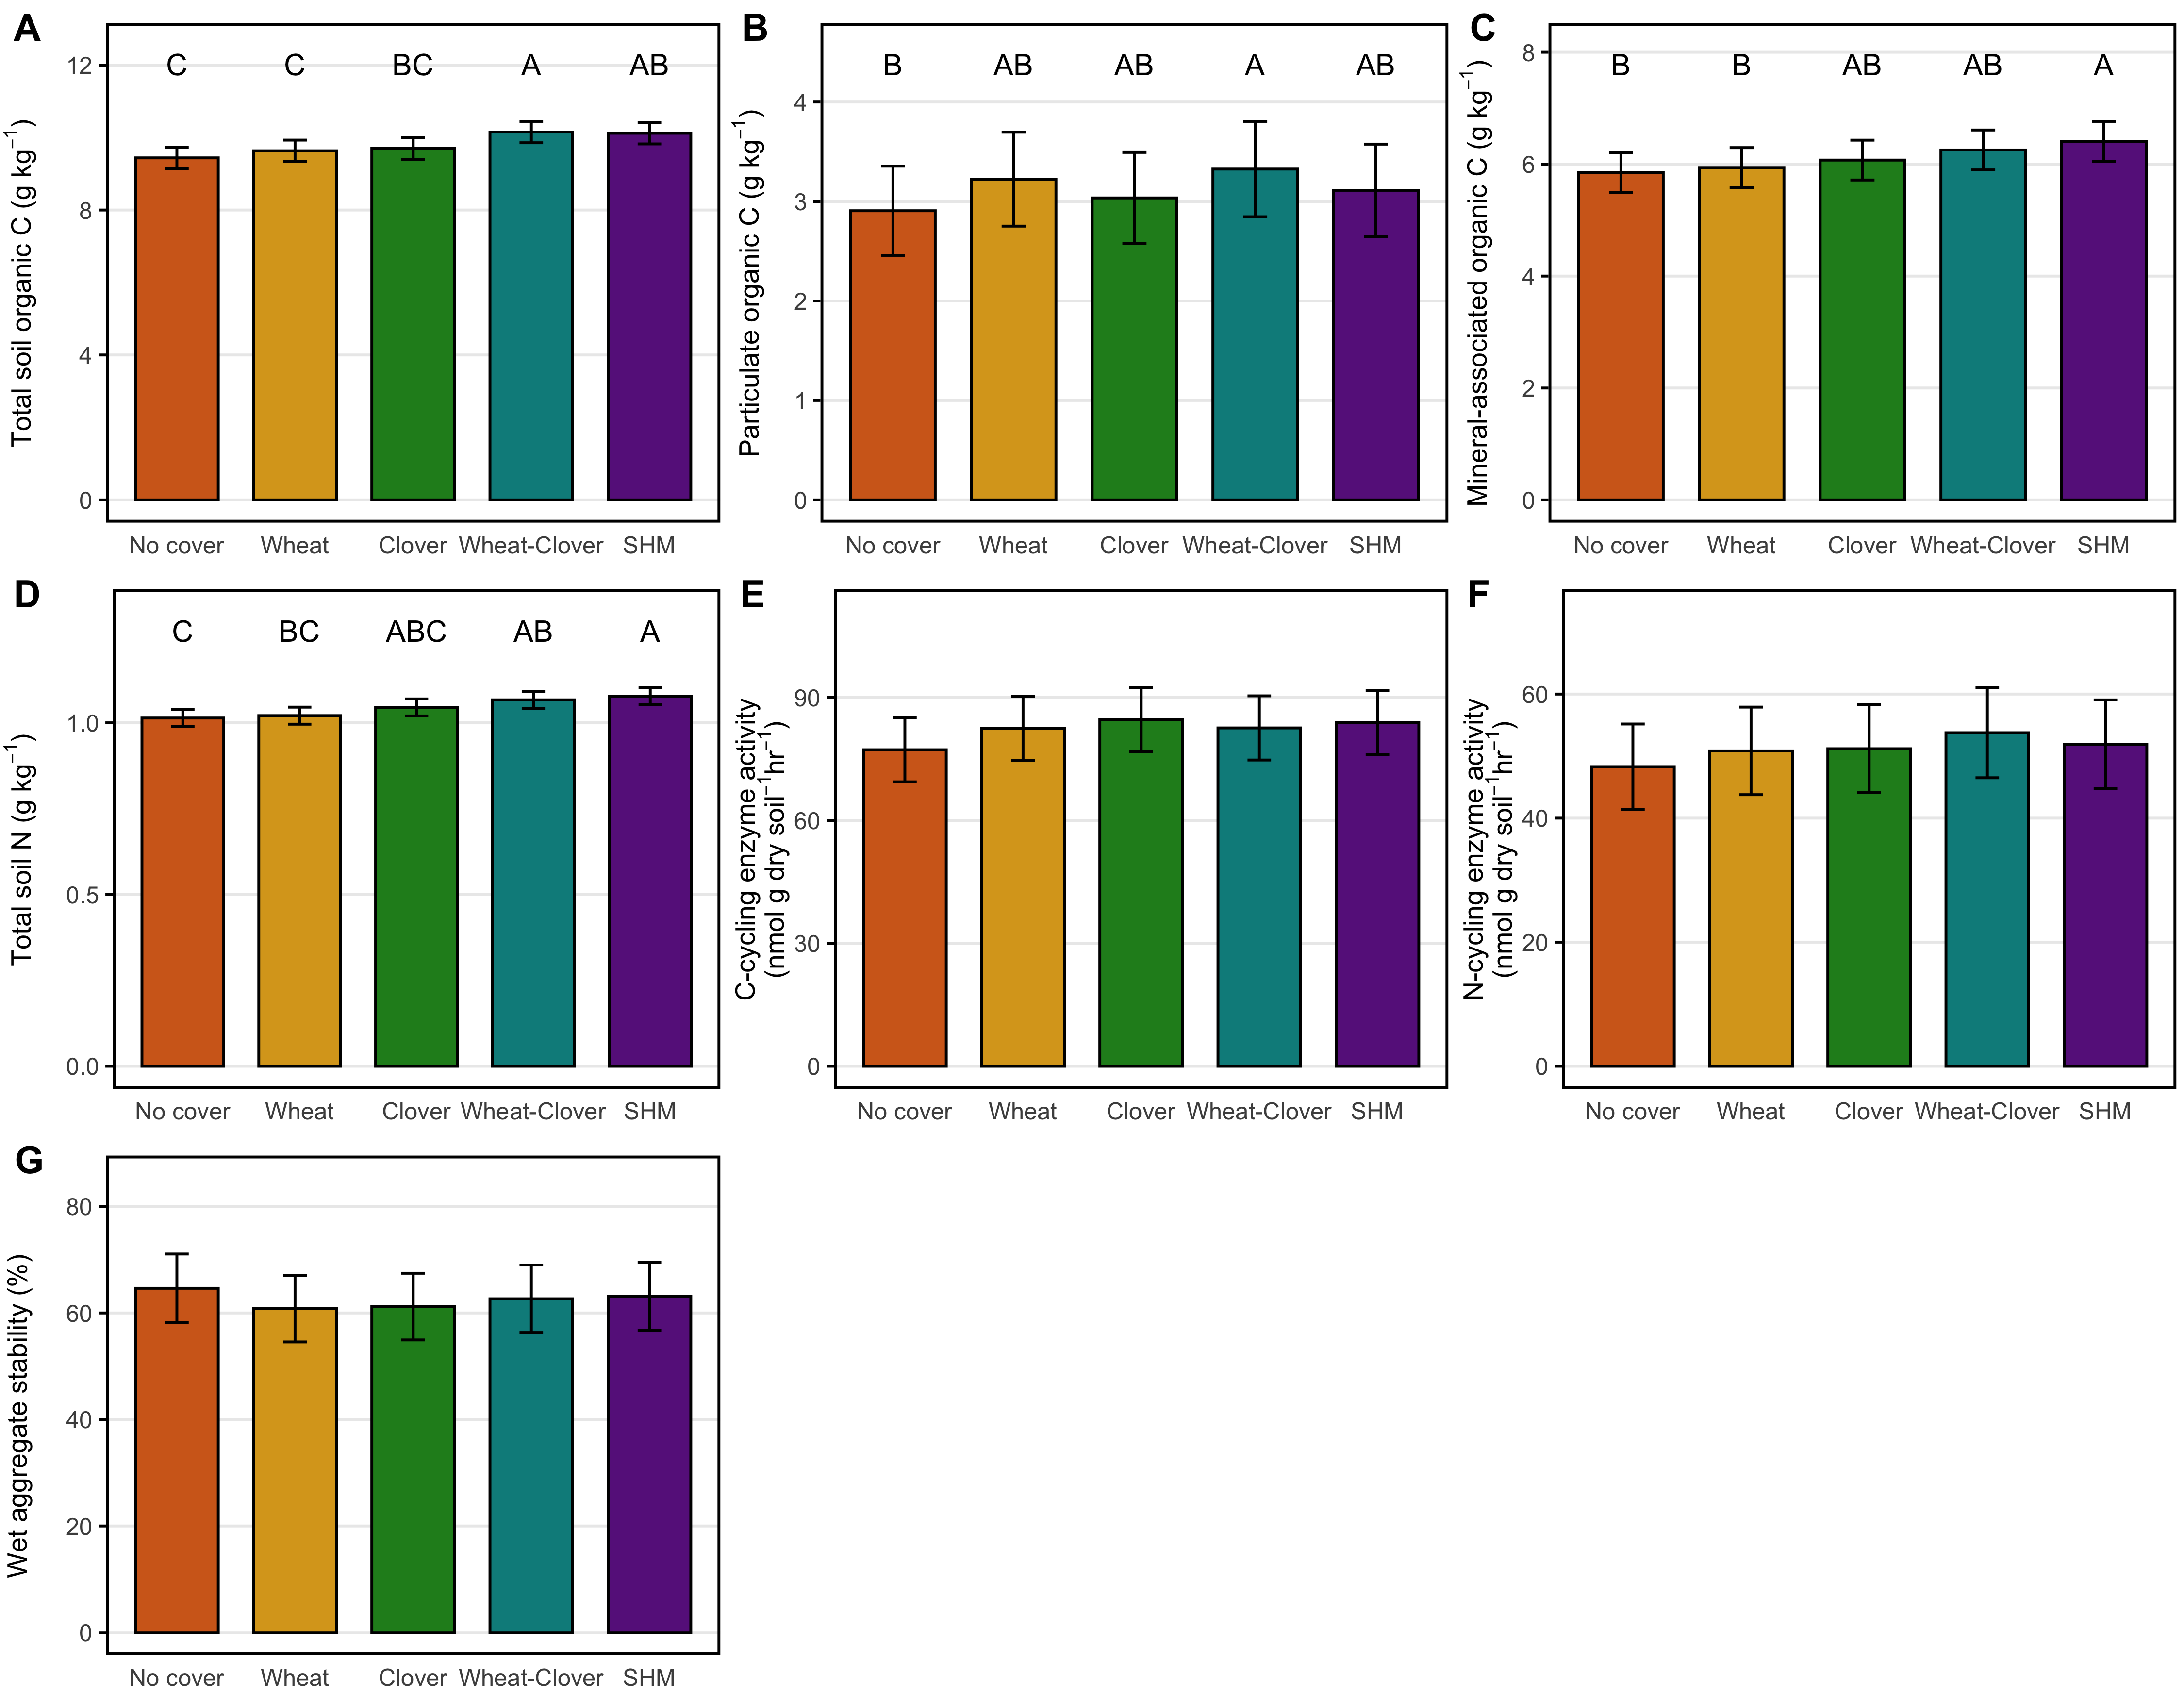 A
Total soil organic C (g kg⁻¹)
12
8
4
0
C C BC A AB
No cover Wheat Clover Wheat-Clover SHM
B
Particulate organic C (g kg⁻¹)
4
3
2
1
0
B AB AB A AB
No cover Wheat Clover Wheat-Clover SHM
C
Mineral-associated organic C (g kg⁻¹)
8
6
4
2
0
B B AB AB A
No cover Wheat Clover Wheat-Clover SHM
D
Total soil N (g kg⁻¹)
1.0
0.5
0.0
C BC ABC AB A
No cover Wheat Clover Wheat-Clover SHM
E
C-cycling enzyme activity
(nmol g dry soil⁻¹hr⁻¹)
90
60
30
0
No cover Wheat Clover Wheat-Clover SHM
F
N-cycling enzyme activity
(nmol g dry soil⁻¹hr⁻¹)
60
40
20
0
No cover Wheat Clover Wheat-Clover SHM
G
Wet aggregate stability (%)
80
60
40
20
0
No cover Wheat Clover Wheat-Clover SHM